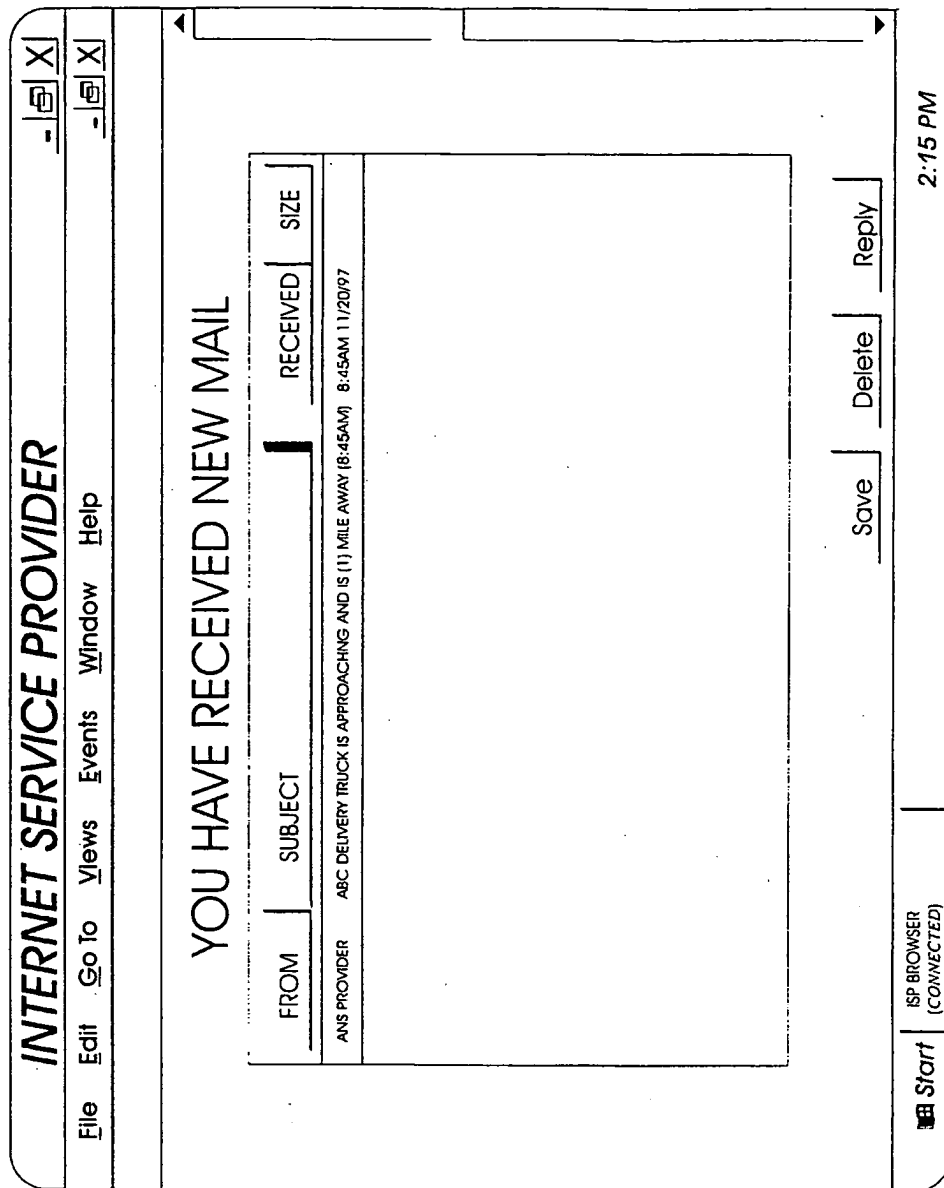 INTERNET SERVICE PROVIDER - X
File Edit Go To Views Events Window Help - X
YOU HAVE RECEIVED NEW MAIL
FROM SUBJECT RECEIVED SIZE
ANS PROVIDER ABC DELIVERY TRUCK IS APPROACHNG AND IS (1) MILE AWAY (8:45AM) 8:45AM 11/20/97
Save Delete Reply
Start ISP BROWSER 2:15 PM
(CONNECTED)